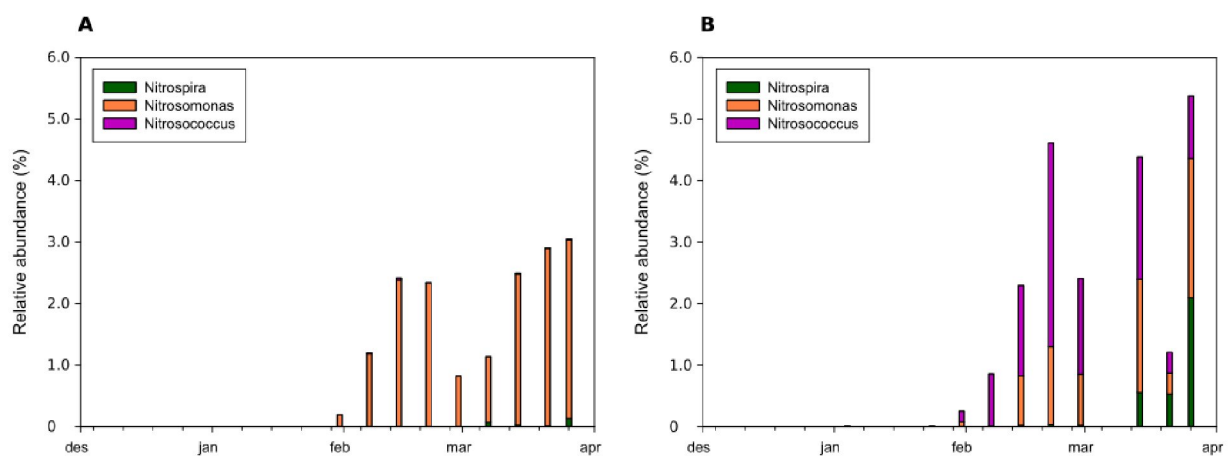 A
Relative abundance (%)
6.0
5.0
4.0
3.0
2.0
1.0
0
Nitrospira
Nitrosomonas
Nitrosococcus
des jan feb mar apr
B
Relative abundance (%)
6.0
5.0
4.0
3.0
2.0
1.0
0
Nitrospira
Nitrosomonas
Nitrosococcus
des jan feb mar apr